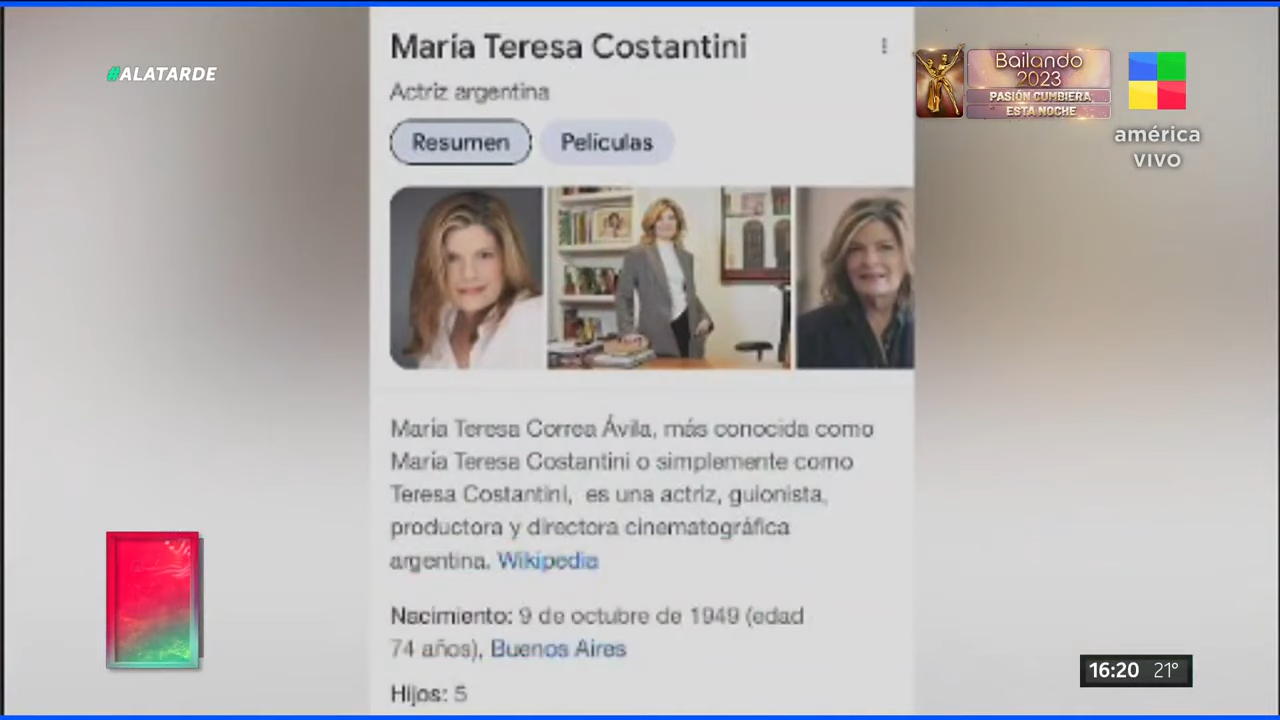 María Teresa Costantini
#ALATARDE
Actriz argentina
Resumen
Películas
Bailando
2023
PASIÓN CUMBIERA
ESTA NOCHE
américa
VIVO
María Teresa Correa Ávila, más conocida como
María Teresa Costantini o simplemente como
Teresa Costantini, es una actriz, guionista,
productora y directora cinematográfica
argentina. Wikipedia
Nacimiento: 9 de octubre de 1949 (edad
74 años), Buenos Aires
Hijos: 5
16:20 21°